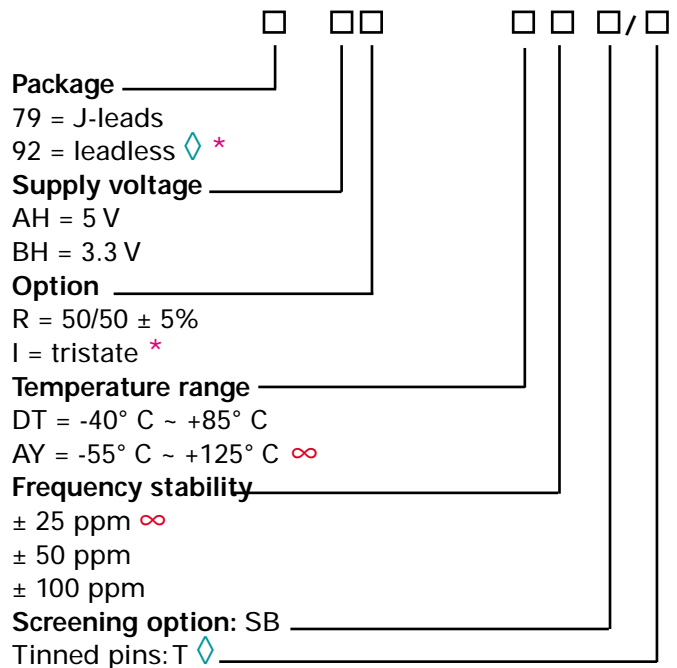 □ □□ □ □ □/□
Package
79 = J-leads
92 = leadless ◊ *
Supply voltage
AH = 5 V
BH = 3.3 V
Option
R = 50/50 ± 5%
I = tristate *
Temperature range
DT = -40° C ~ +85° C
AY = -55° C ~ +125° C ∞
Frequency stability
± 25 ppm ∞
± 50 ppm
± 100 ppm
Screening option: SB
Tinned pins: T ◊